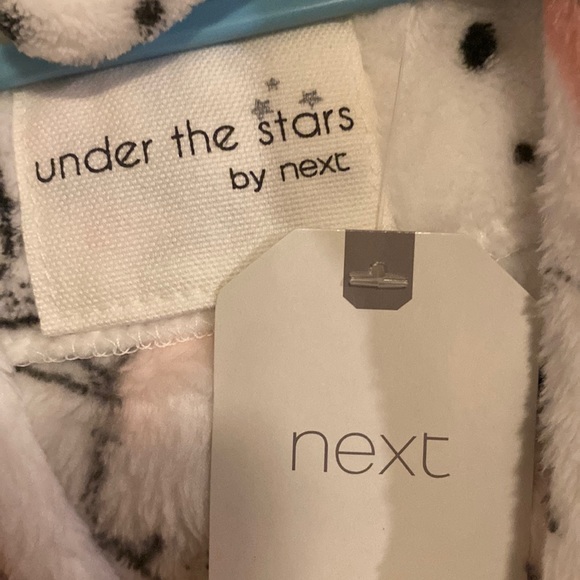 under the stars
by next
next